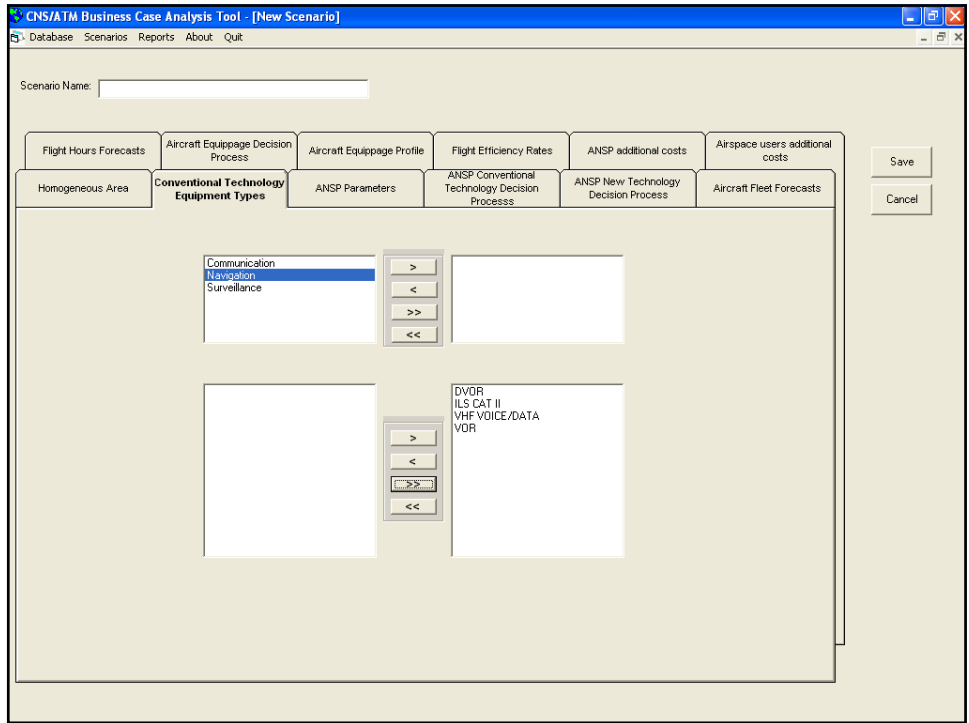 CNS/ATM Business Case Analysis Tool - [New Scenario]
Database Scenarios Reports About Quit
Scenario Name:
Flight Hours Forecasts
Aircraft Equippage Decision
Process
Aircraft Equippage Profile
Flight Efficiency Rates
ANSP additional costs
Airspace users additional
costs
Homogeneous Area
Conventional Technology
Equipment Types
ANSP Parameters
ANSP Conventional
Technology Decision
Processs
ANSP New Technology
Decision Process
Aircraft Fleet Forecasts
Save
Cancel
Communication
Navigation
Surveillance
>
<
>>
<<
DVOR
ILS CAT II
VHF VOICE/DATA
VOR
>
<
>>
<<